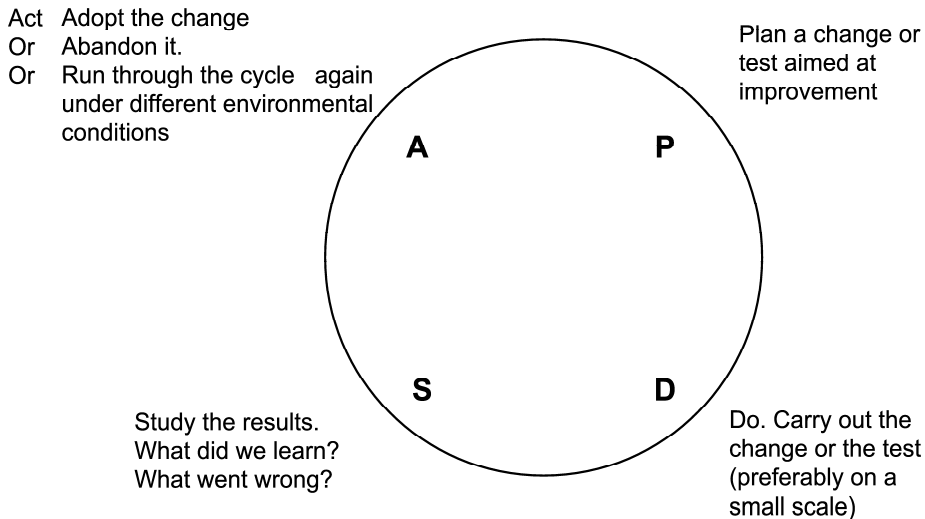 Act Adopt the change
Or Abandon it.
Or Run through the cycle again
under different environmental
conditions
Plan a change or
test aimed at
improvement
A
P
S
D
Study the results.
What did we learn?
What went wrong?
Do. Carry out the
change or the test
(preferably on a
small scale)